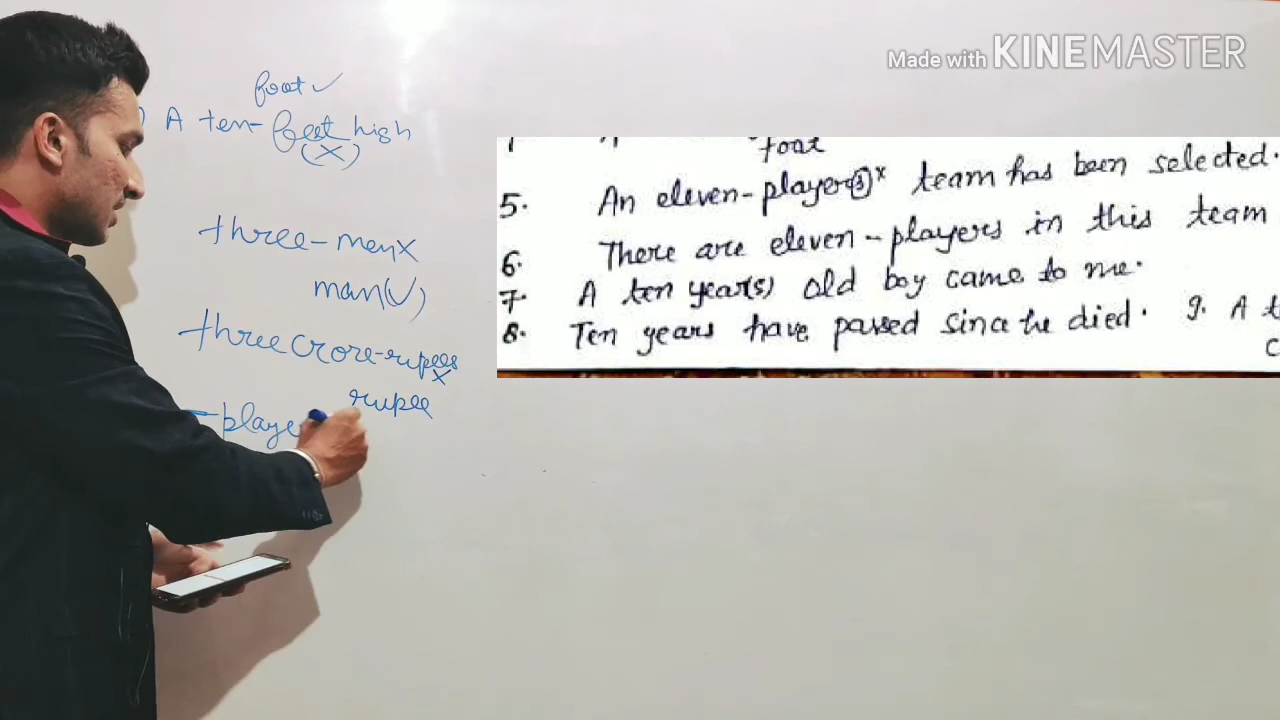 Made with KINEMASTER
foot ✓
) A ten-feet high
(X)
three-men x
man(✓)
three crore-rupees
x
rupee
-playe
foot
5. An eleven-player(s)x team has been selected.
6. There are eleven-players in this team
7. A ten year(s) old boy came to me.
8. Ten years have passed since he died. 9. A t